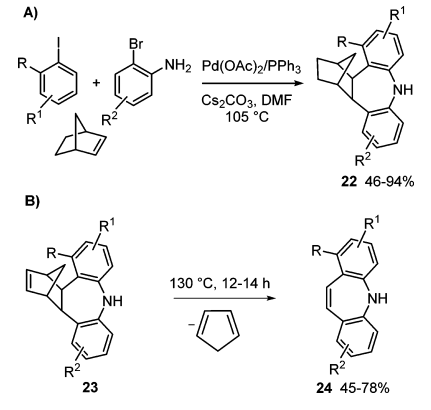 A)
R
I
R¹
+
Br
NH₂
R²
Pd(OAc)₂/PPh₃
Cs₂CO₃, DMF
105 °C
R
R¹
NH
R²
22 46-94%
B)
R
R¹
NH
R²
23
130 °C, 12-14 h
−
R
R¹
NH
R²
24 45-78%